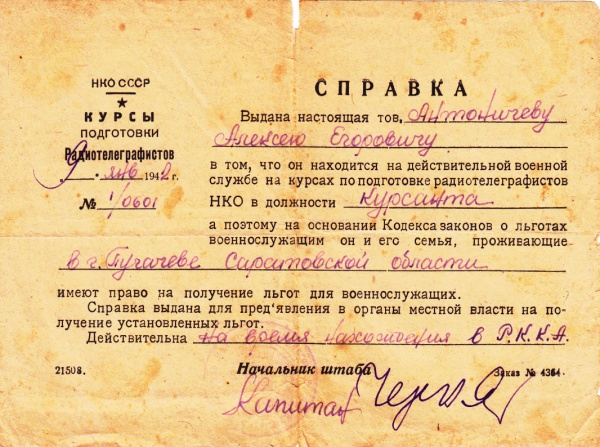 НКО СССР
КУРСЫ
ПОДГОТОВКИ
Радиотелеграфистов
9 янв 1942 г.
№ 1/0601
СПРАВКА
Выдана настоящая тов. Антоничеву
Алексею Егоровичу
в том, что он находится на действительной военной
службе на курсах по подготовке радиотелеграфистов
НКО в должности курсанта
а поэтому на основании Кодекса законов о льготах
военнослужащим он и его семья, проживающие
в г. Пугачеве Саратовской области
имеют право на получение льгот для военнослужащих.
Справка выдана для пред'явления в органы местной власти на по-
лучение установленных льгот.
Действительна на время нахождения в Р.К.К.А.
21508.
Начальник штаба
Заказ № 4364.
Капитан